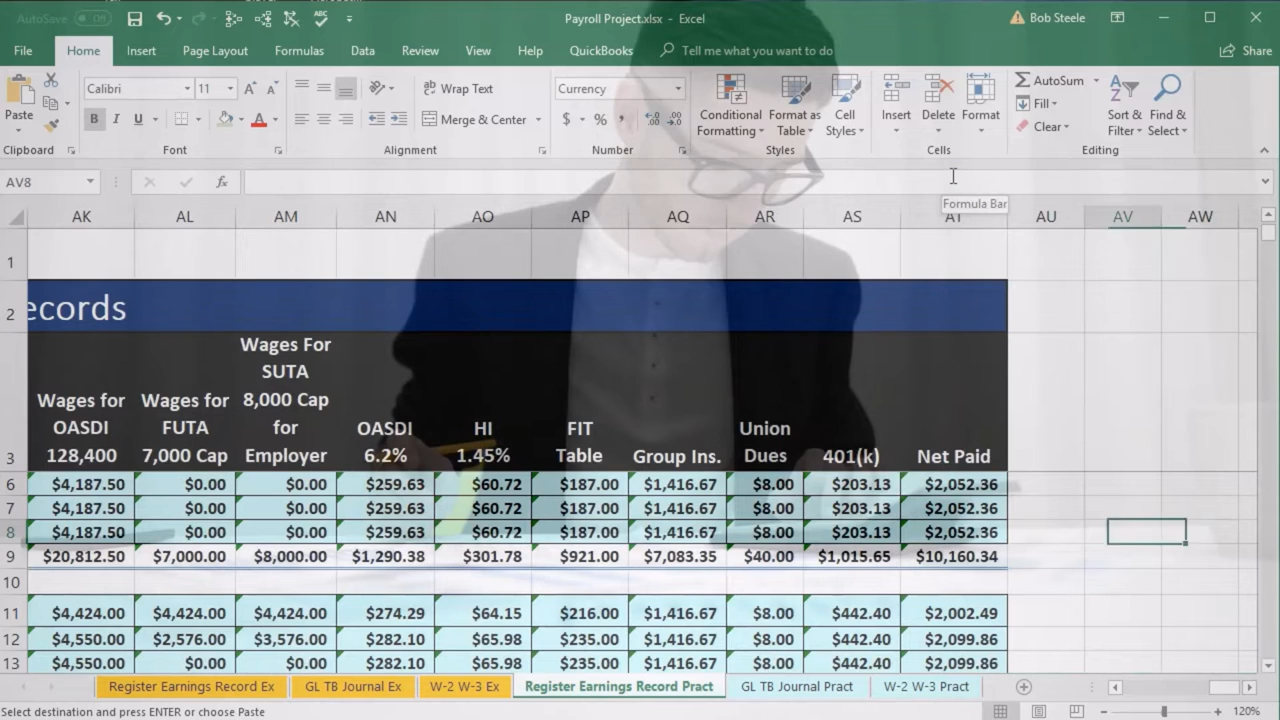 AutoSave Off
Payroll Project.xlsx - Excel
Bob Steele
File Home Insert Page Layout Formulas Data Review View Help QuickBooks Tell me what you want to do Share
Paste
Clipboard
Calibri 11
B I U
Font
Wrap Text
Merge & Center
Alignment
Currency
$ % ,
Number
Conditional Formatting
Format as Table
Cell Styles
Styles
Insert Delete Format
Cells
AutoSum
Fill
Clear
Sort & Filter
Find & Select
Editing
AV8
fx
Formula Bar
AK AL AM AN AO AP AQ AR AS AT AU AV AW
1
2 ecords
3 Wages for OASDI 128,400 Wages for FUTA 7,000 Cap Wages For SUTA 8,000 Cap for Employer OASDI 6.2% HI 1.45% FIT Table Group Ins. Union Dues 401(k) Net Paid
6 $4,187.50 $0.00 $0.00 $259.63 $60.72 $187.00 $1,416.67 $8.00 $203.13 $2,052.36
7 $4,187.50 $0.00 $0.00 $259.63 $60.72 $187.00 $1,416.67 $8.00 $203.13 $2,052.36
8 $4,187.50 $0.00 $0.00 $259.63 $60.72 $187.00 $1,416.67 $8.00 $203.13 $2,052.36
9 $20,812.50 $7,000.00 $8,000.00 $1,290.38 $301.78 $921.00 $7,083.35 $40.00 $1,015.65 $10,160.34
10
11 $4,424.00 $4,424.00 $4,424.00 $274.29 $64.15 $216.00 $1,416.67 $8.00 $442.40 $2,002.49
12 $4,550.00 $2,576.00 $3,576.00 $282.10 $65.98 $235.00 $1,416.67 $8.00 $442.40 $2,099.86
13 $4,550.00 $0.00 $0.00 $282.10 $65.98 $235.00 $1,416.67 $8.00 $442.40 $2,099.86
Register Earnings Record Ex GL TB Journal Ex W-2 W-3 Ex Register Earnings Record Pract GL TB Journal Pract W-2 W-3 Pract
Select destination and press ENTER or choose Paste
120%